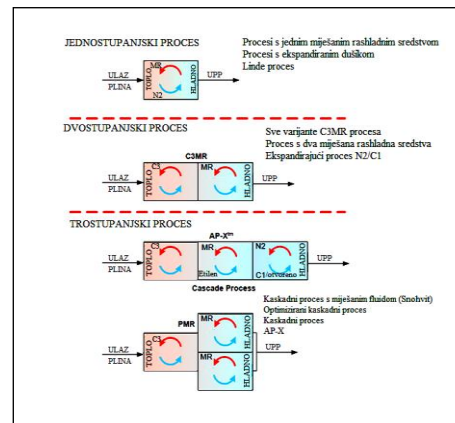 JEDNOSTUPANJSKI PROCES
Procesi s jednim miješanim rashladnim sredstvom
Procesi s ekspandiranim dušikom
Linde proces
ULAZ
PLINA
TOPLO
MR
N2
HLADNO
UPP
DVOSTUPANJSKI PROCES
Sve varijante C3MR procesa
Proces s dva miješana rashladna sredstva
Ekspandirajući proces N2/C1
C3MR
ULAZ
PLINA
TOPLO
C3
MR
HLADNO
UPP
TROSTUPANJSKI PROCES
AP-X™
ULAZ
PLINA
TOPLO
C3
MR
Etilen
N2
C1/otvoreno
HLADNO
UPP
Cascade Process
Kaskadni proces s miješanim fluidom (Snohvit)
Optimizirani kaskadni proces
Kaskadni proces
AP-X
PMR
ULAZ
PLINA
TOPLO
C3
MR
HLADNO
MR
HLADNO
UPP